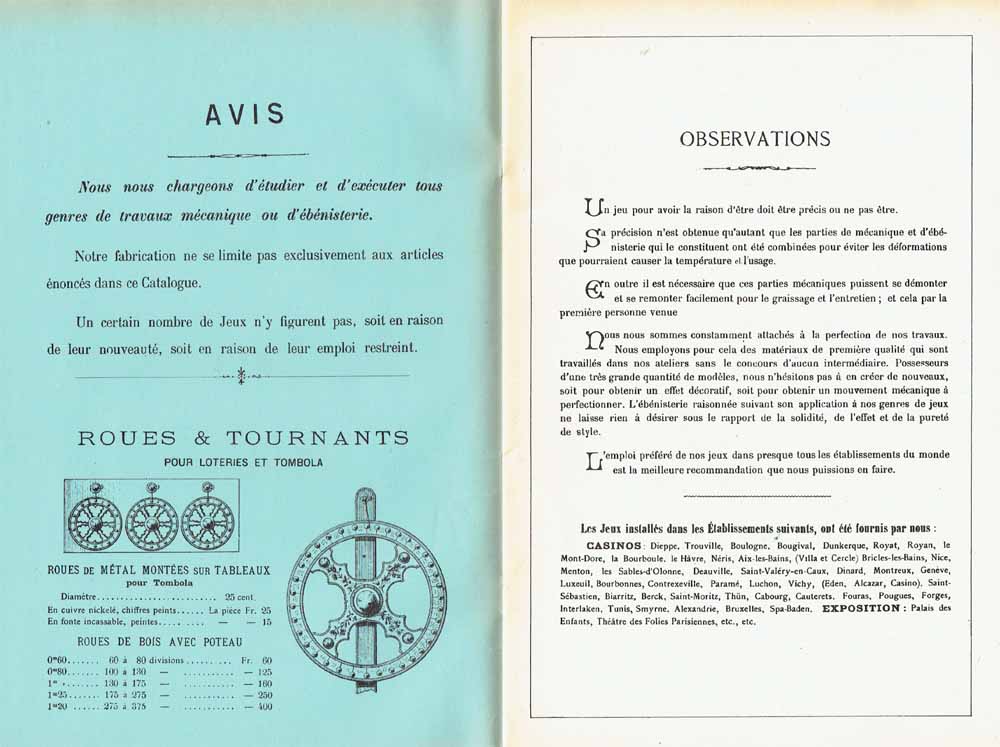 AVIS
Nous nous chargeons d'étudier et d'exécuter tous
genres de travaux mécanique ou d'ébénisterie.
Notre fabrication ne se limite pas exclusivement aux articles
énoncés dans ce Catalogue.
Un certain nombre de Jeux n'y figurent pas, soit en raison
de leur nouveauté, soit en raison de leur emploi restreint.
ROUES & TOURNANTS
POUR LOTERIES ET TOMBOLA
ROUES DE MÉTAL MONTÉES SUR TABLEAUX
pour Tombola
Diamètre........................ 25 cent.
En cuivre nickelé, chiffres peints...... La pièce Fr. 25
En fonte incassable, peintes.......... — — 15
ROUES DE BOIS AVEC POTEAU
0m60....... 60 à 80 divisions .......... Fr. 60
0m80....... 100 à 130 — ........... — 125
1m ........ 130 à 175 — ........... — 160
1m25....... 175 à 275 — ........... — 250
1m20 ...... 275 à 375 — ........... — 400
OBSERVATIONS
Un jeu pour avoir la raison d'être doit être précis ou ne pas être.
Sa précision n'est obtenue qu'autant que les parties de mécanique et d'ébé-
nisterie qui le constituent ont été combinées pour éviter les déformations
que pourraient causer la température et l'usage.
En outre il est nécessaire que ces parties mécaniques puissent se démonter
et se remonter facilement pour le graissage et l'entretien ; et cela par la
première personne venue
Nous nous sommes constamment attachés à la perfection de nos travaux.
Nous employons pour cela des matériaux de première qualité qui sont
travaillés dans nos ateliers sans le concours d'aucun intermédiaire. Possesseurs
d'une très grande quantité de modèles, nous n'hésitons pas à en créer de nouveaux,
soit pour obtenir un effet décoratif, soit pour obtenir un mouvement mécanique à
perfectionner. L'ébénisterie raisonnée suivant son application à nos genres de jeux
ne laisse rien à désirer sous le rapport de la solidité, de l'effet et de la pureté
de style.
L'emploi préféré de nos jeux dans presque tous les établissements du monde
est la meilleure recommandation que nous puissions en faire.
Les Jeux installés dans les Établissements suivants, ont été fournis par nous :
CASINOS : Dieppe, Trouville, Boulogne, Bougival, Dunkerque, Royat, Royan, le
Mont-Dore, la Bourboule, le Hâvre, Néris, Aix-les-Bains, (Villa et Cercle) Bricles-les-Bains, Nice,
Menton, les Sables-d'Olonne, Deauville, Saint-Valéry-en-Caux, Dinard, Montreux, Genève,
Luxeuil, Bourbonnes, Contrexeville, Paramé, Luchon, Vichy, (Eden, Alcazar, Casino), Saint-
Sébastien, Biarritz, Berck, Saint-Moritz, Thün, Cabourg, Cauterets, Fouras, Pougues, Forges,
Interlaken, Tunis, Smyrne, Alexandrie, Bruxelles, Spa-Baden. EXPOSITION : Palais des
Enfants, Théâtre des Folies Parisiennes, etc., etc.